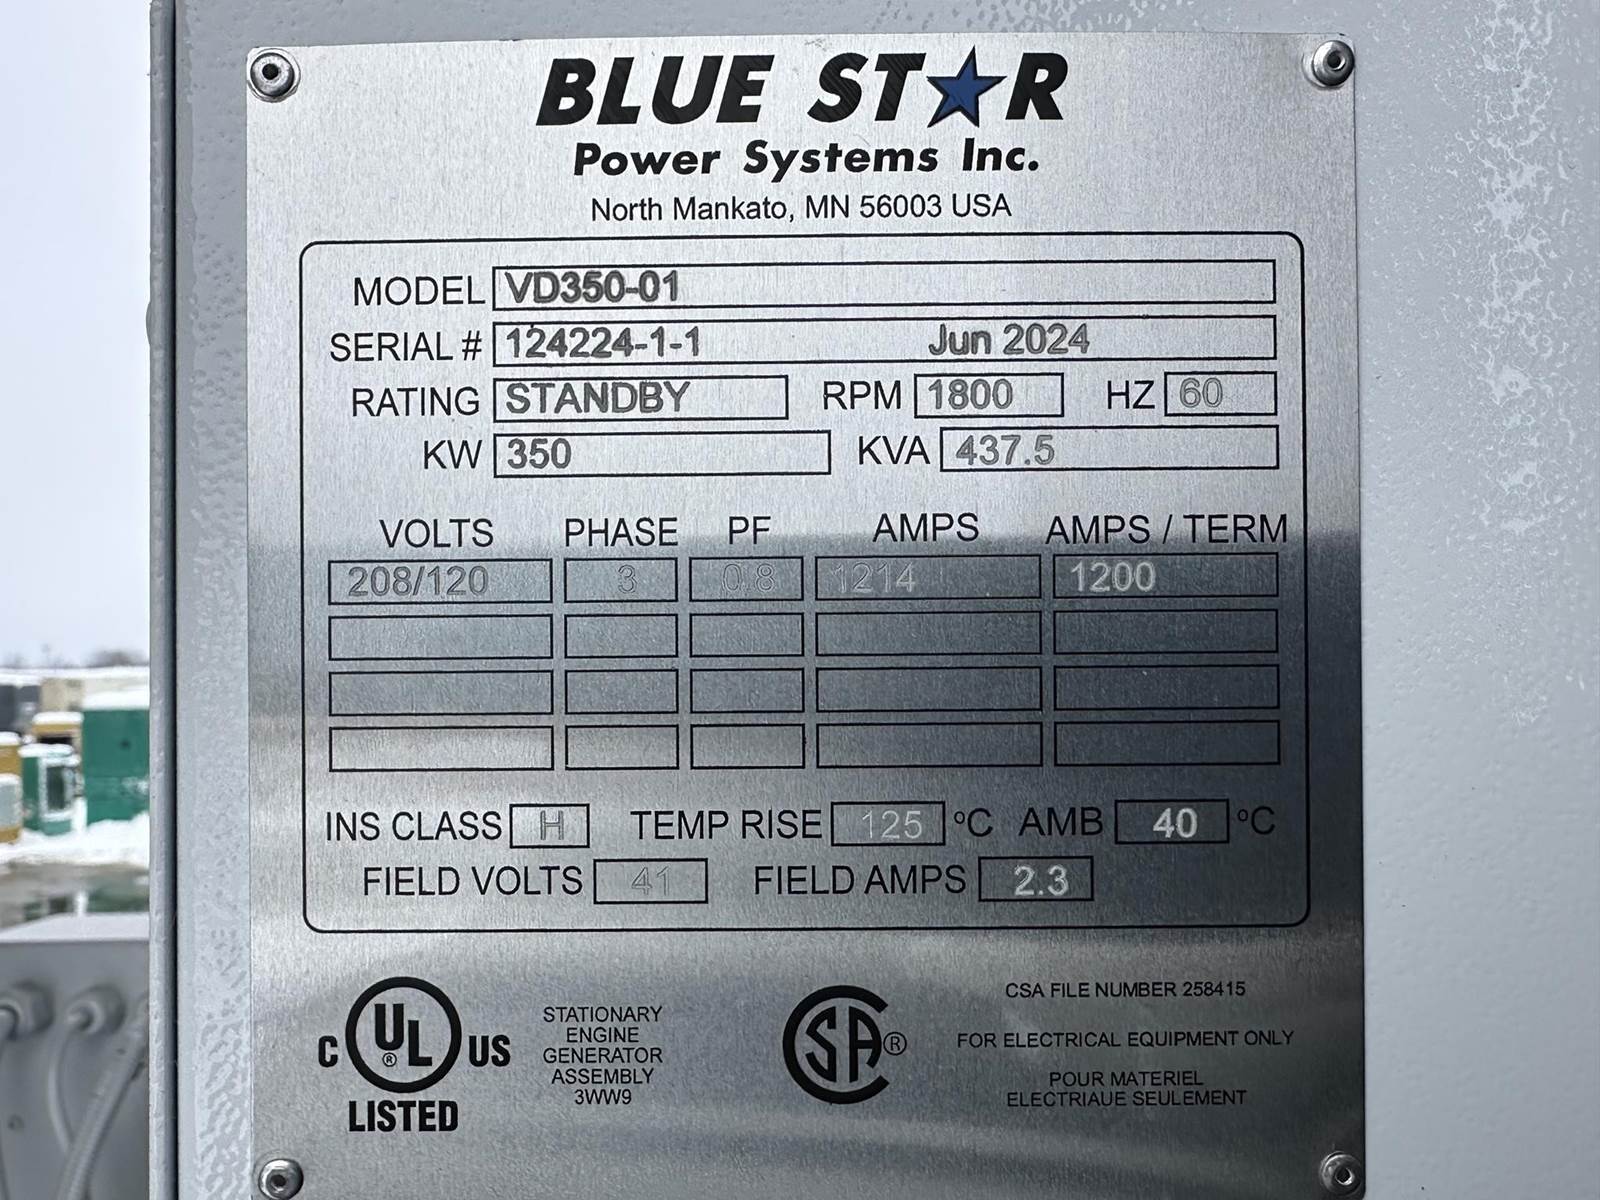 BLUE STAR
Power Systems Inc.
North Mankato, MN 56003 USA
MODEL VD350-01
SERIAL # 124224-1-1 Jun 2024
RATING STANDBY RPM 1800 HZ 60
KW 350 KVA 437.5
VOLTS PHASE PF AMPS AMPS / TERM
208/120 3 0.8 1214 1200
INS CLASS H TEMP RISE 125 °C AMB 40 °C
FIELD VOLTS 41 FIELD AMPS 2.3
C UL ® US
LISTED
STATIONARY
ENGINE
GENERATOR
ASSEMBLY
3WW9
SA ®
CSA FILE NUMBER 258415
FOR ELECTRICAL EQUIPMENT ONLY
POUR MATERIEL
ELECTRIAUE SEULEMENT